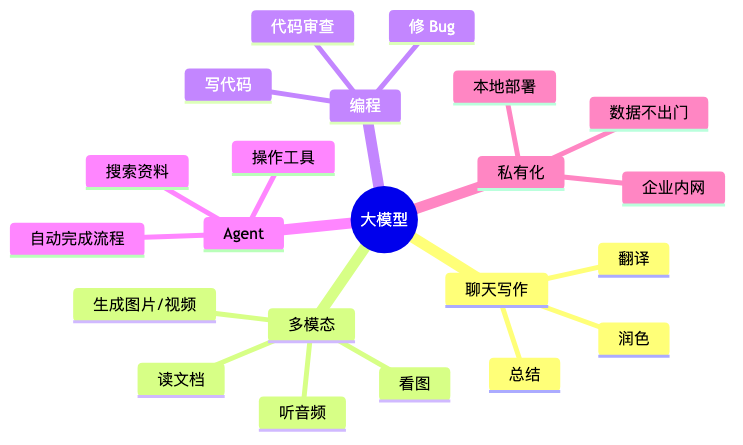 代码审查
修 Bug
写代码
编程
本地部署
数据不出门
私有化
企业内网
操作工具
搜索资料
自动完成流程
Agent
大模型
聊天写作
翻译
润色
总结
多模态
生成图片/视频
读文档
听音频
看图